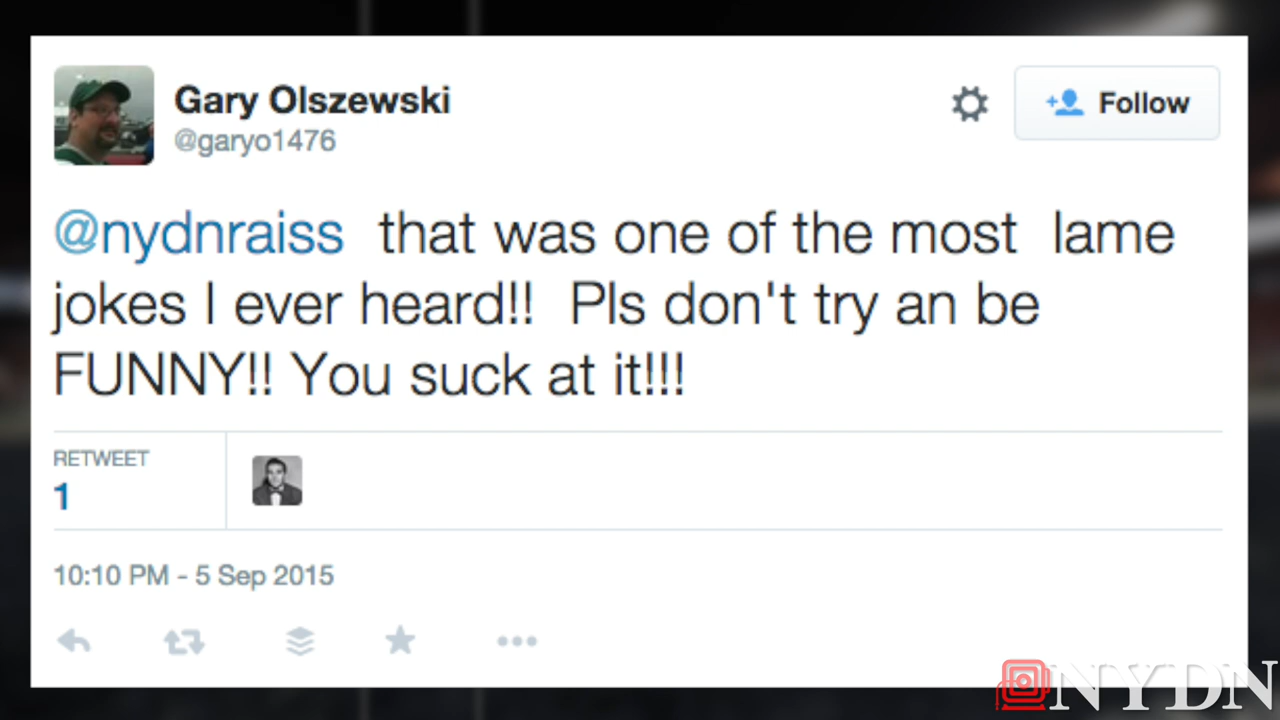 Gary Olszewski
@garyo1476
Follow
@nydnraiss that was one of the most lame
jokes I ever heard!! Pls don't try an be
FUNNY!! You suck at it!!!
RETWEET
1
10:10 PM - 5 Sep 2015
NYDN